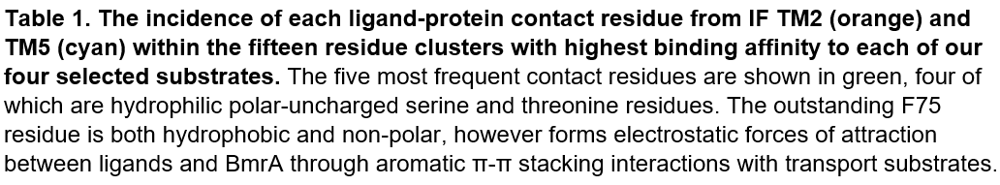 Table 1. The incidence of each ligand-protein contact residue from IF TM2 (orange) and
TM5 (cyan) within the fifteen residue clusters with highest binding affinity to each of our
four selected substrates. The five most frequent contact residues are shown in green, four of
which are hydrophilic polar-uncharged serine and threonine residues. The outstanding F75
residue is both hydrophobic and non-polar, however forms electrostatic forces of attraction
between ligands and BmrA through aromatic π-π stacking interactions with transport substrates.